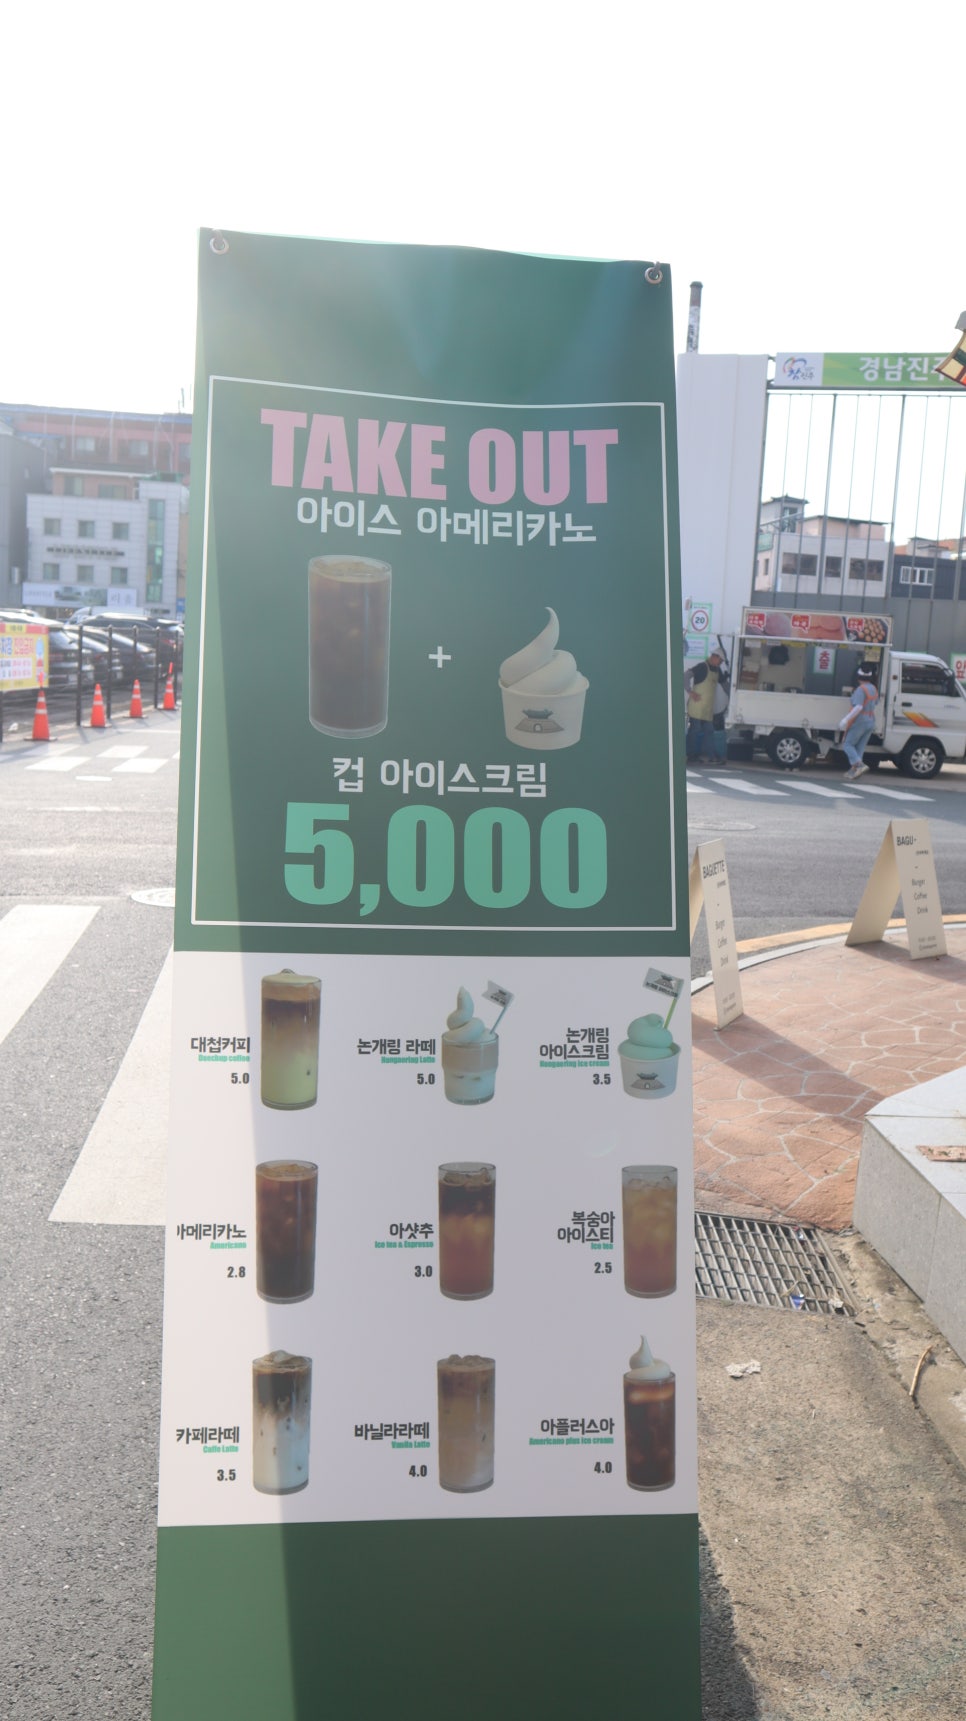 TAKE OUT
아이스 아메리카노
+
컵 아이스크림
5,000
대첩커피
Daechup coffee
5.0
논개링 라떼
Nongaering Latte
5.0
논개링
아이스크림
Nongaering ice cream
3.5
아메리카노
Americano
2.8
아샷추
Ice tea & Espresso
3.0
복숭아
아이스티
Ice tea
2.5
카페라떼
Caffe Latte
3.5
바닐라라떼
Vanilla Latte
4.0
아플러스아
Americano plus ice cream
4.0
경남진주
20
BAGUETTE
Burger
Coffee
Drink
BAGU
Burger
Coffee
Drink